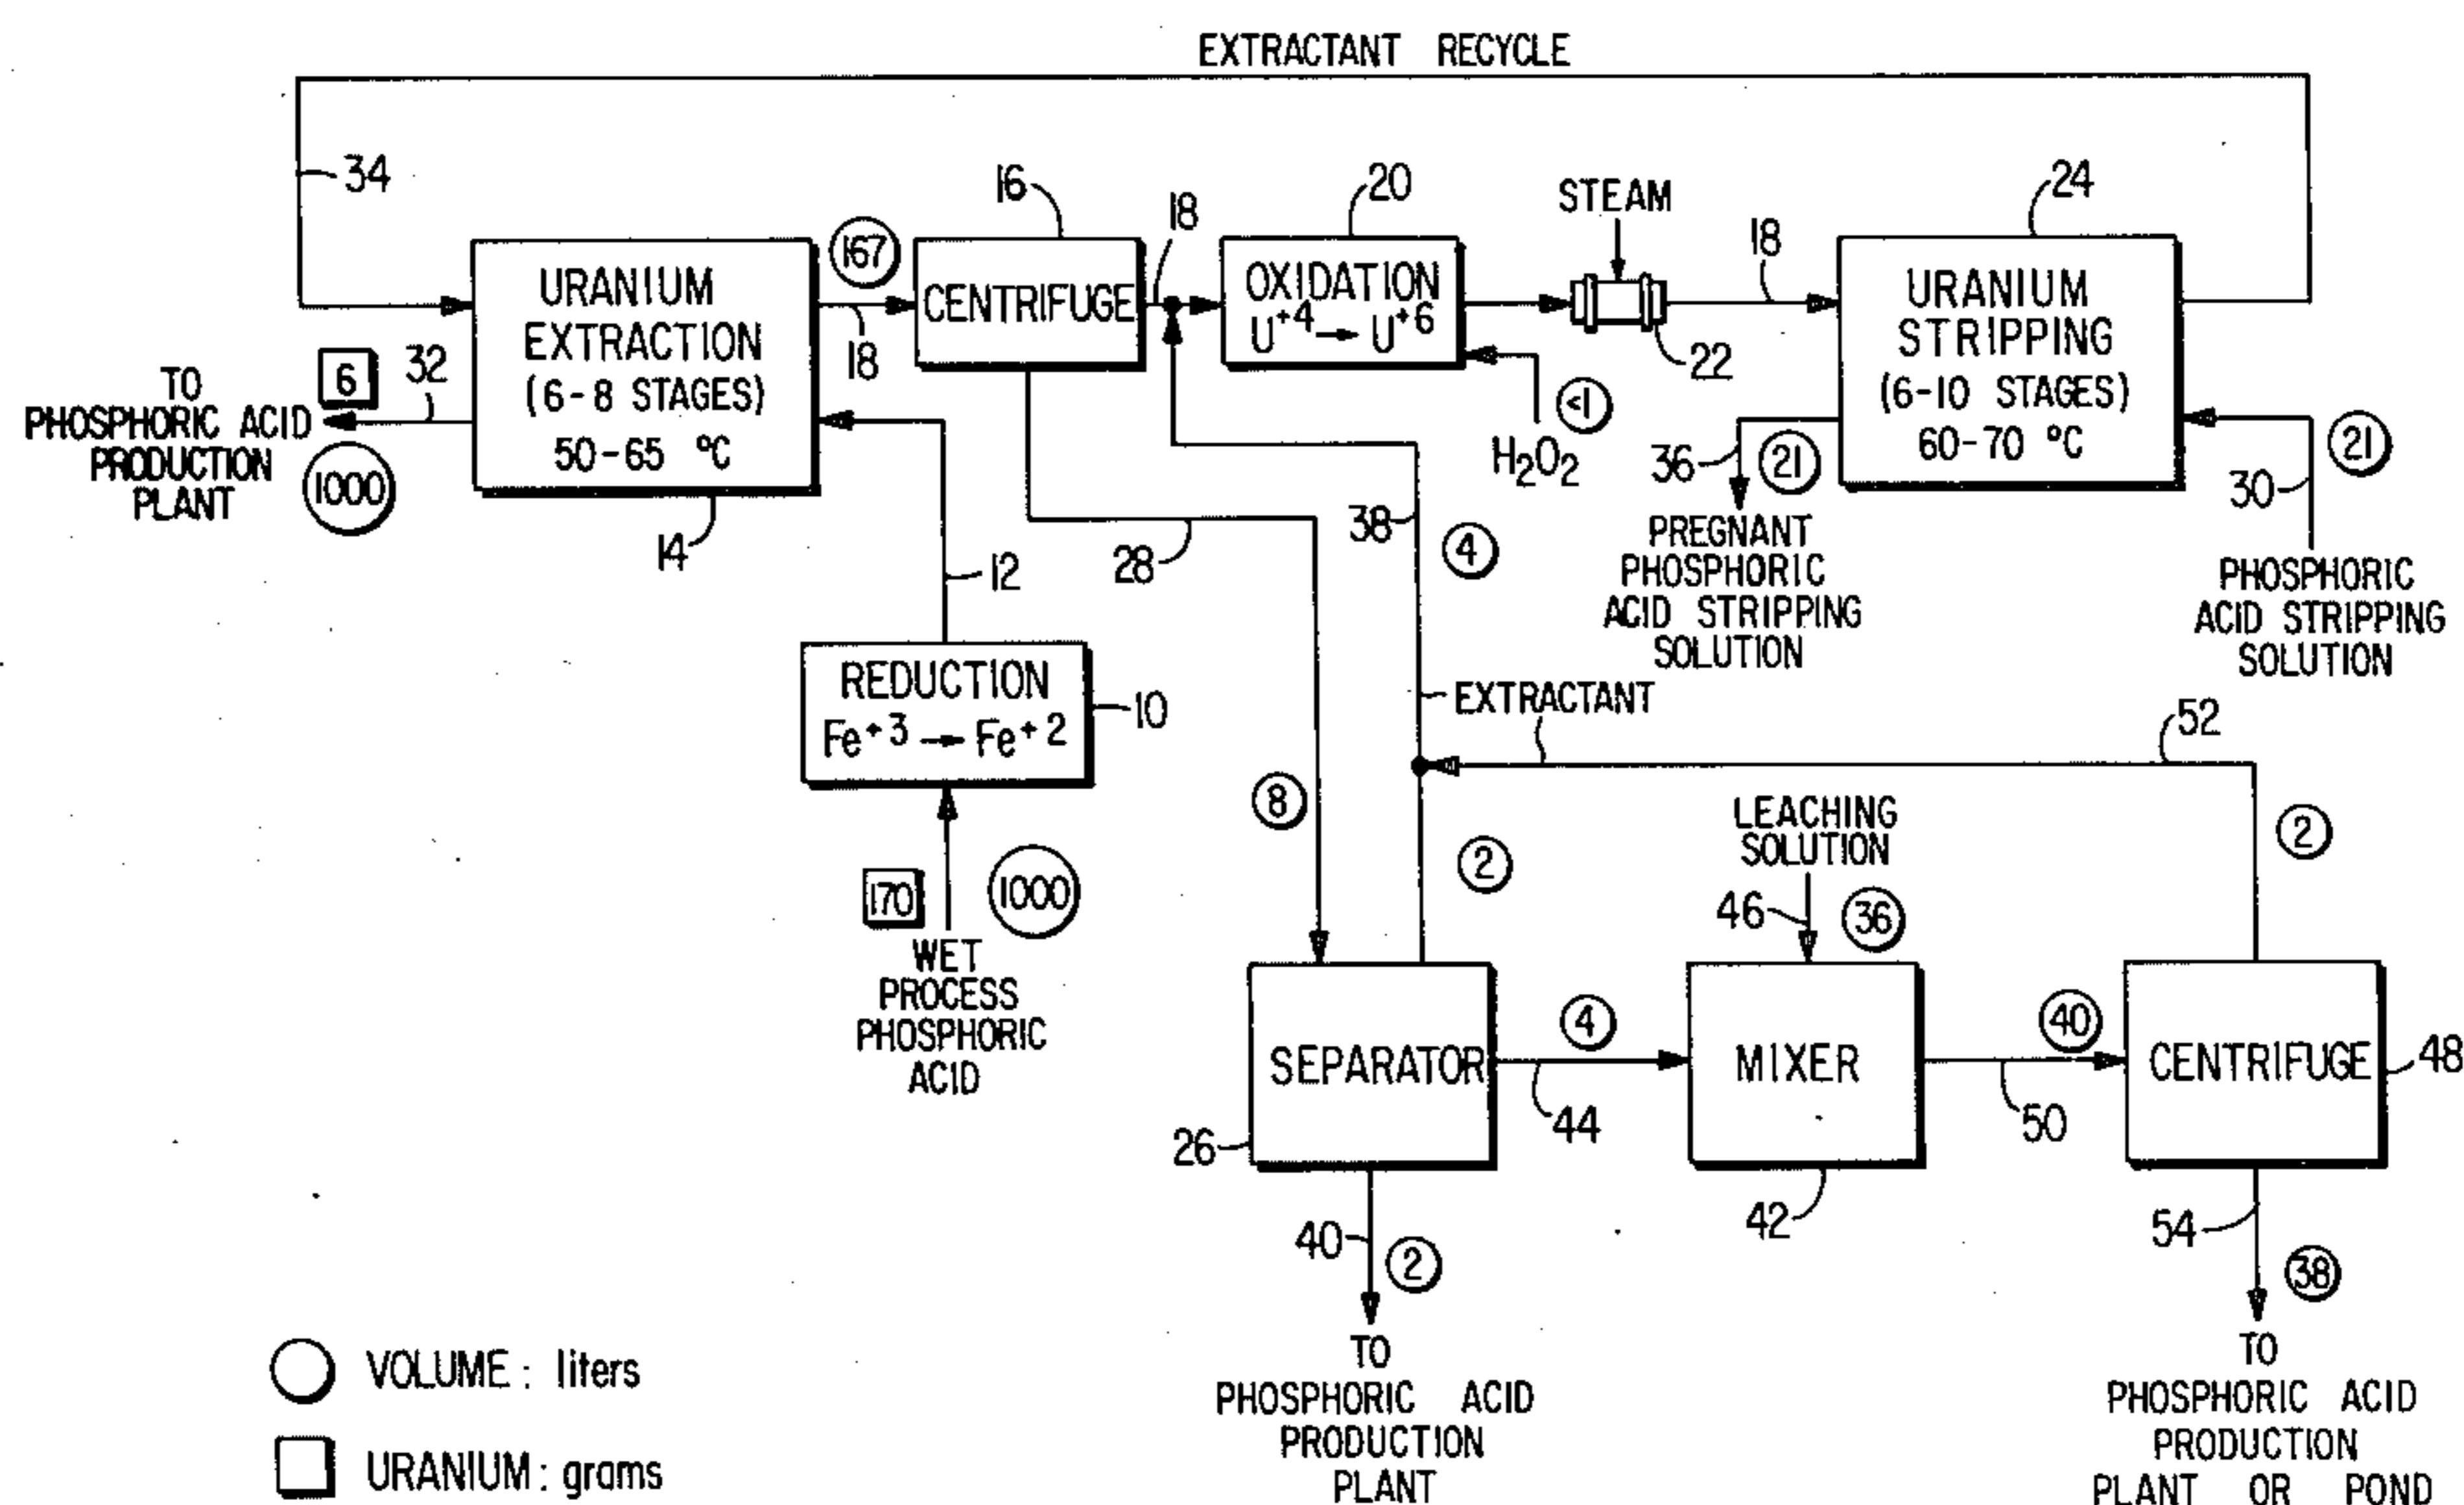 EXTRACTANT RECYCLE
34
16
18
20
STEAM
18
24
167
URANIUM
EXTRACTION
(6-8 STAGES)
50-65 °C
18
CENTRIFUGE
OXIDATION
U+4 → U+6
22
URANIUM
STRIPPING
(6-10 STAGES)
60-70 °C
6
32
TO
PHOSPHORIC ACID
PRODUCTION
PLANT
1000
14
<1
H2O2
36
21
PREGNANT
PHOSPHORIC
ACID STRIPPING
SOLUTION
21
30
PHOSPHORIC
ACID STRIPPING
SOLUTION
28
38
4
12
REDUCTION
Fe+3 → Fe+2
10
EXTRACTANT
52
8
2
LEACHING
SOLUTION
46
36
2
170
1000
WET
PROCESS
PHOSPHORIC
ACID
SEPARATOR
4
44
MIXER
40
50
CENTRIFUGE
48
26
42
40
2
54
38
TO
PHOSPHORIC ACID
PRODUCTION
PLANT
TO
PHOSPHORIC ACID
PRODUCTION
PLANT OR POND
VOLUME: liters
URANIUM: grams